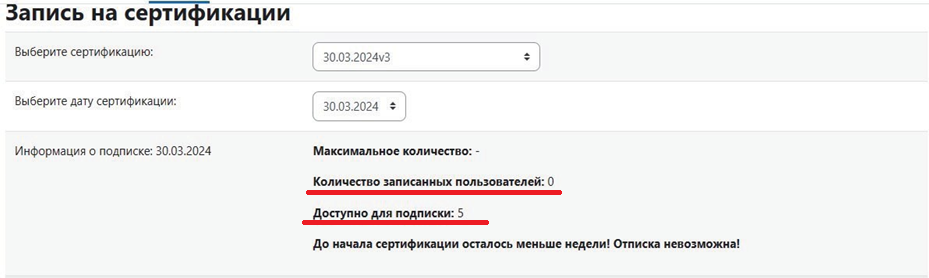 Запись на сертификации
Выберите сертификацию: 30.03.2024v3
Выберите дату сертификации: 30.03.2024
Информация о подписке: 30.03.2024 Максимальное количество: -
Количество записанных пользователей: 0
Доступно для подписки: 5
До начала сертификации осталось меньше недели! Отписка невозможна!